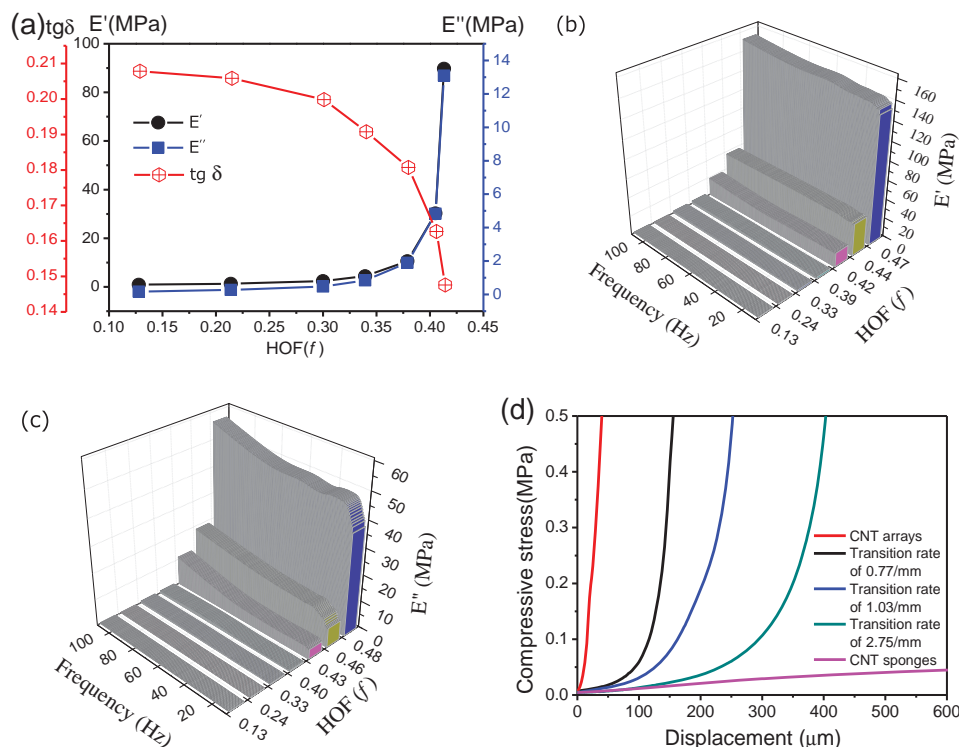 (a)
tgδ
E'(MPa)
E''(MPa)
0.21
0.20
0.19
0.18
0.17
0.16
0.15
0.14
100
80
60
40
20
0
14
12
10
8
6
4
2
0
E'
E''
tg δ
0.10 0.15 0.20 0.25 0.30 0.35 0.40 0.45
HOF(f)
(b)
160
140
120
100
80
60
40
20
0
E' (MPa)
100
80
60
40
20
Frequency (Hz)
0.47
0.44
0.42
0.39
0.33
0.24
0.13
HOF (f)
(c)
60
50
40
30
20
10
0
E'' (MPa)
100
80
60
40
20
Frequency (Hz)
0.48
0.46
0.43
0.40
0.33
0.24
0.13
HOF (f)
(d)
Compressive stress(MPa)
0.5
0.4
0.3
0.2
0.1
0.0
CNT arrays
Transition rate
of 0.77/mm
Transition rate
of 1.03/mm
Transition rate
of 2.75/mm
CNT sponges
0 100 200 300 400 500 600
Displacement (μm)